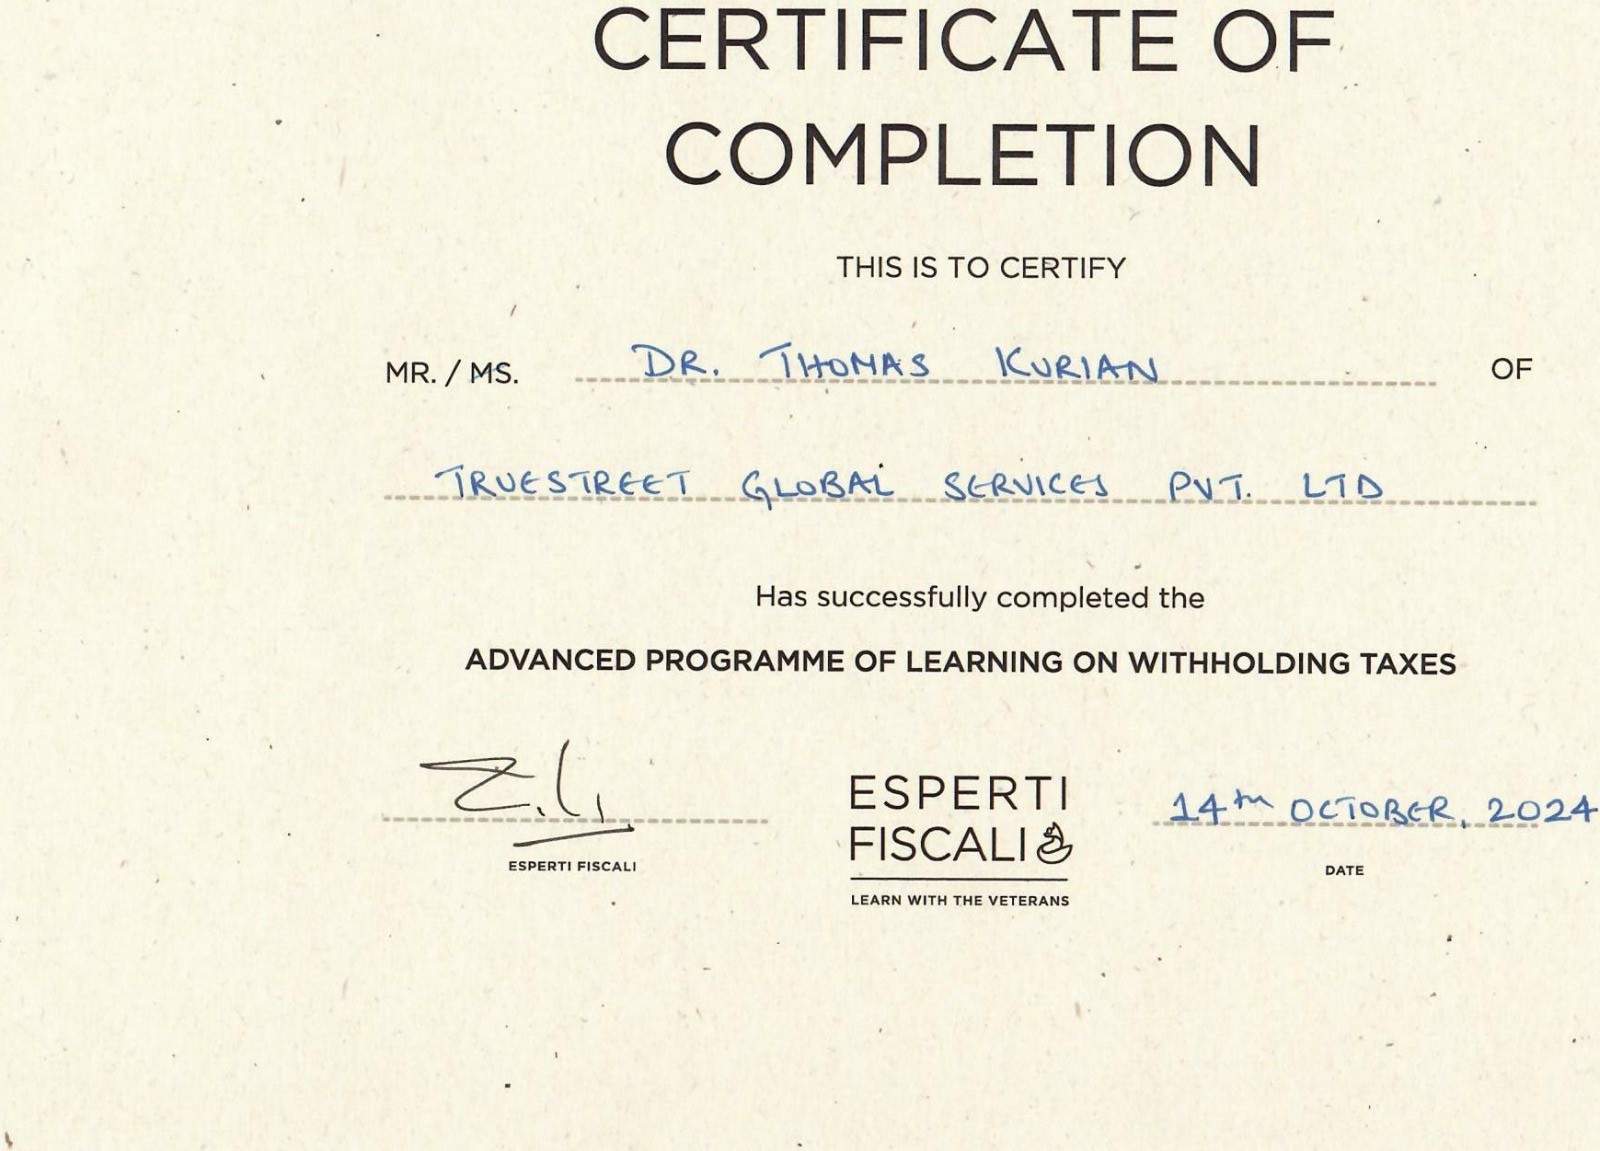 CERTIFICATE OF
COMPLETION
THIS IS TO CERTIFY
MR. / MS. DR. THOMAS KURIAN OF
TRUESTREET GLOBAL SERVICES PVT. LTD
Has successfully completed the
ADVANCED PROGRAMME OF LEARNING ON WITHHOLDING TAXES
ESPERTI
FISCALI
14th OCTOBER, 2024
ESPERTI FISCALI
DATE
LEARN WITH THE VETERANS